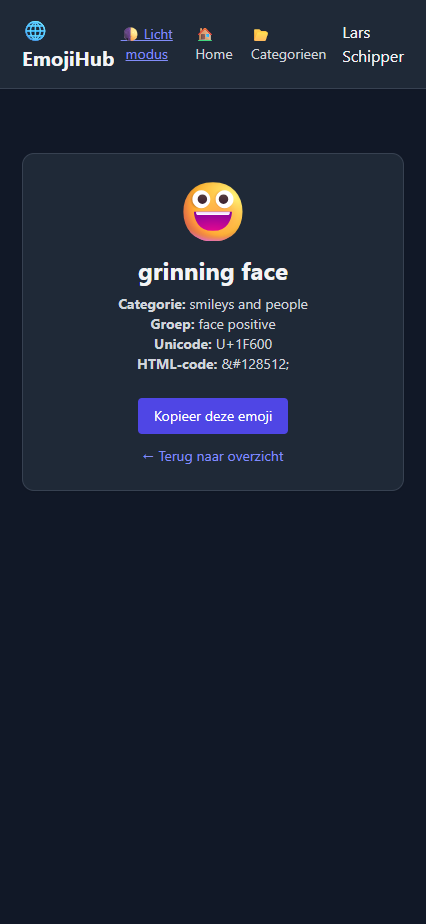 🌐 EmojiHub
🌓 Licht modus
🏠 Home
📁 Categorieen
Lars Schipper
grinning face
Categorie: smileys and people
Groep: face positive
Unicode: U+1F600
HTML-code: &#128512;
Kopieer deze emoji
← Terug naar overzicht